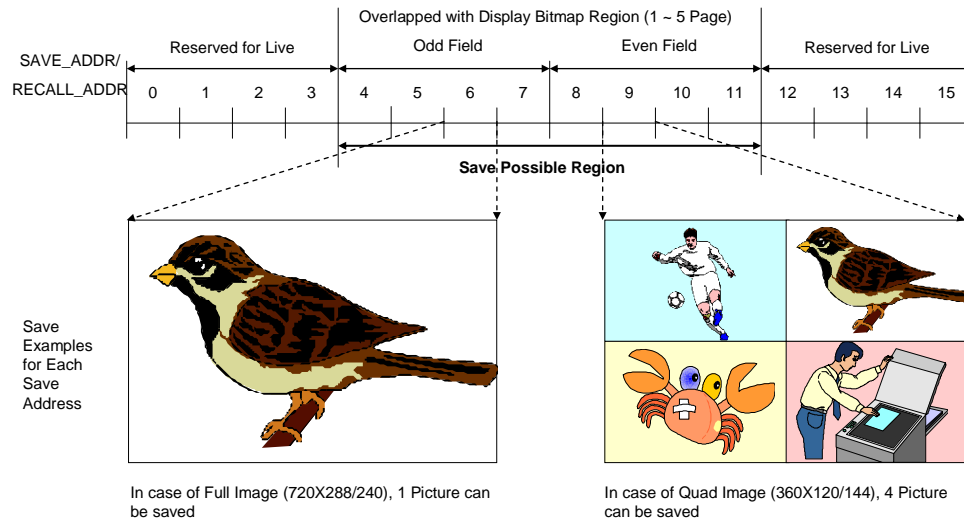 Overlapped with Display Bitmap Region (1 ~ 5 Page)
Reserved for Live Odd Field Even Field Reserved for Live
SAVE_ADDR/
RECALL_ADDR 0 1 2 3 4 5 6 7 8 9 10 11 12 13 14 15
Save Possible Region
Save
Examples
for Each
Save
Address
In case of Full Image (720X288/240), 1 Picture can
be saved
In case of Quad Image (360X120/144), 4 Picture
can be saved